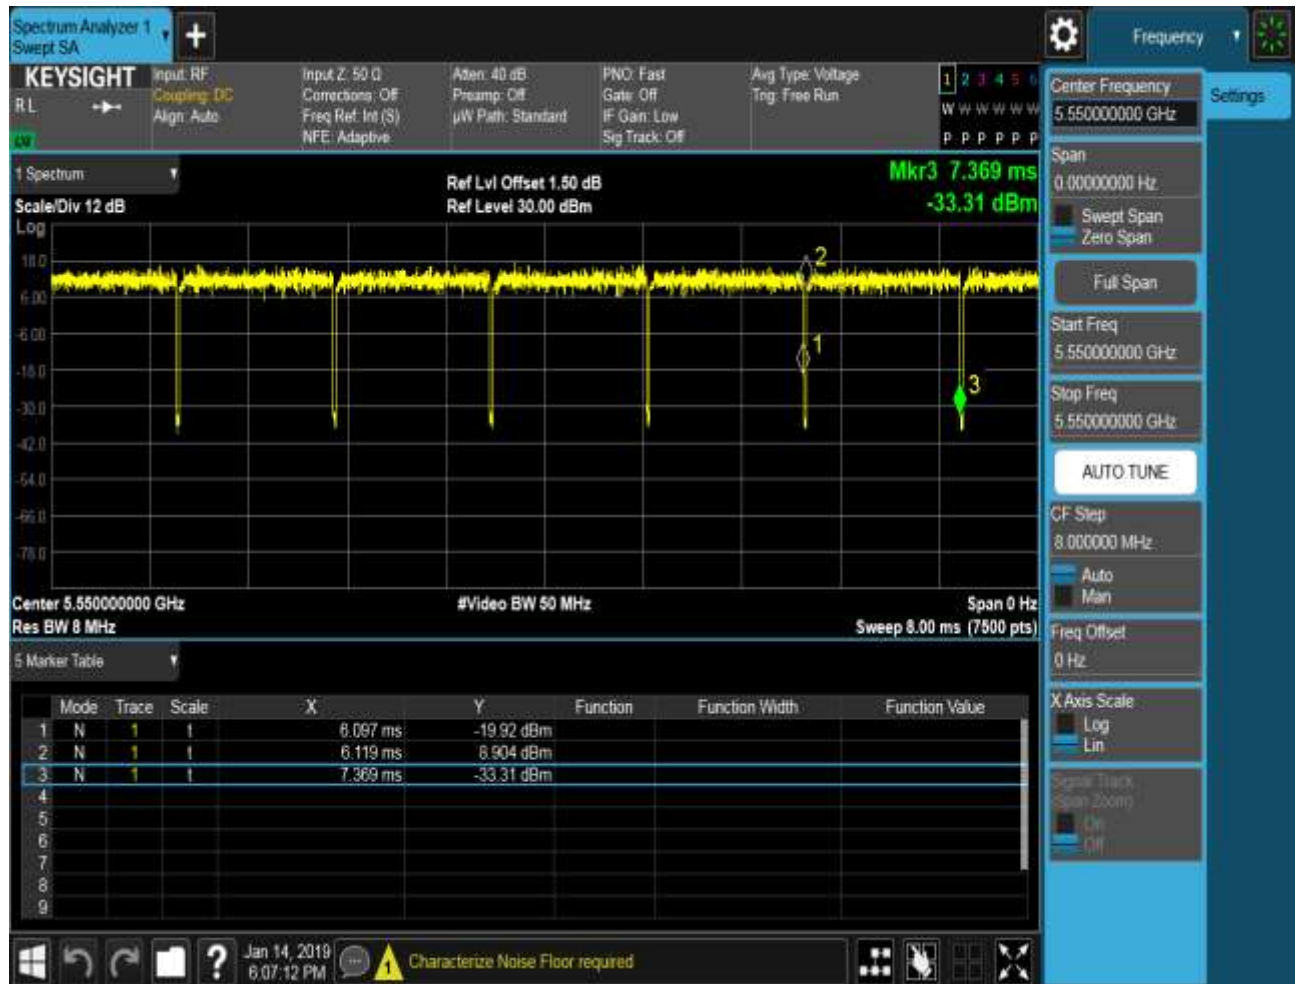 Spectrum Analyzer 1
Swept SA
+
Frequency
KEYSIGHT
RL
Input: RF
Coupling: DC
Align: Auto
Input Z: 50 Ω
Corrections: Off
Freq Ref: Int (S)
NFE: Adaptive
Atten: 40 dB
Preamp: Off
µW Path: Standard
PNO: Fast
Gate: Off
IF Gain: Low
Sig Track: Off
Avg Type: Voltage
Trig: Free Run
1 2 3 4 5 6
W W W W W W
P P P P P P
1 Spectrum
Scale/Div 12 dB
Log
Ref Lvl Offset 1.50 dB
Ref Level 30.00 dBm
Mkr3 7.369 ms
-33.31 dBm
18.0
6.00
-6.00
-18.0
-30.0
-42.0
-54.0
-66.0
-78.0
2
1
3
Center 5.550000000 GHz
#Video BW 50 MHz
Span 0 Hz
Res BW 8 MHz
Sweep 8.00 ms (7500 pts)
5 Marker Table
Mode Trace Scale X Y Function Function Width Function Value
1 N 1 t 6.097 ms -19.92 dBm
2 N 1 t 6.119 ms 8.904 dBm
3 N 1 t 7.369 ms -33.31 dBm
4
5
6
7
8
9
Center Frequency
5.550000000 GHz
Settings
Span
0.00000000 Hz
Swept Span
Zero Span
Full Span
Start Freq
5.550000000 GHz
Stop Freq
5.550000000 GHz
AUTO TUNE
CF Step
8.000000 MHz
Auto
Man
Freq Offset
0 Hz
X Axis Scale
Log
Lin
Signal Track
(Span Zoom)
On
Off
?
Jan 14, 2019
6:07:12 PM
1
Characterize Noise Floor required